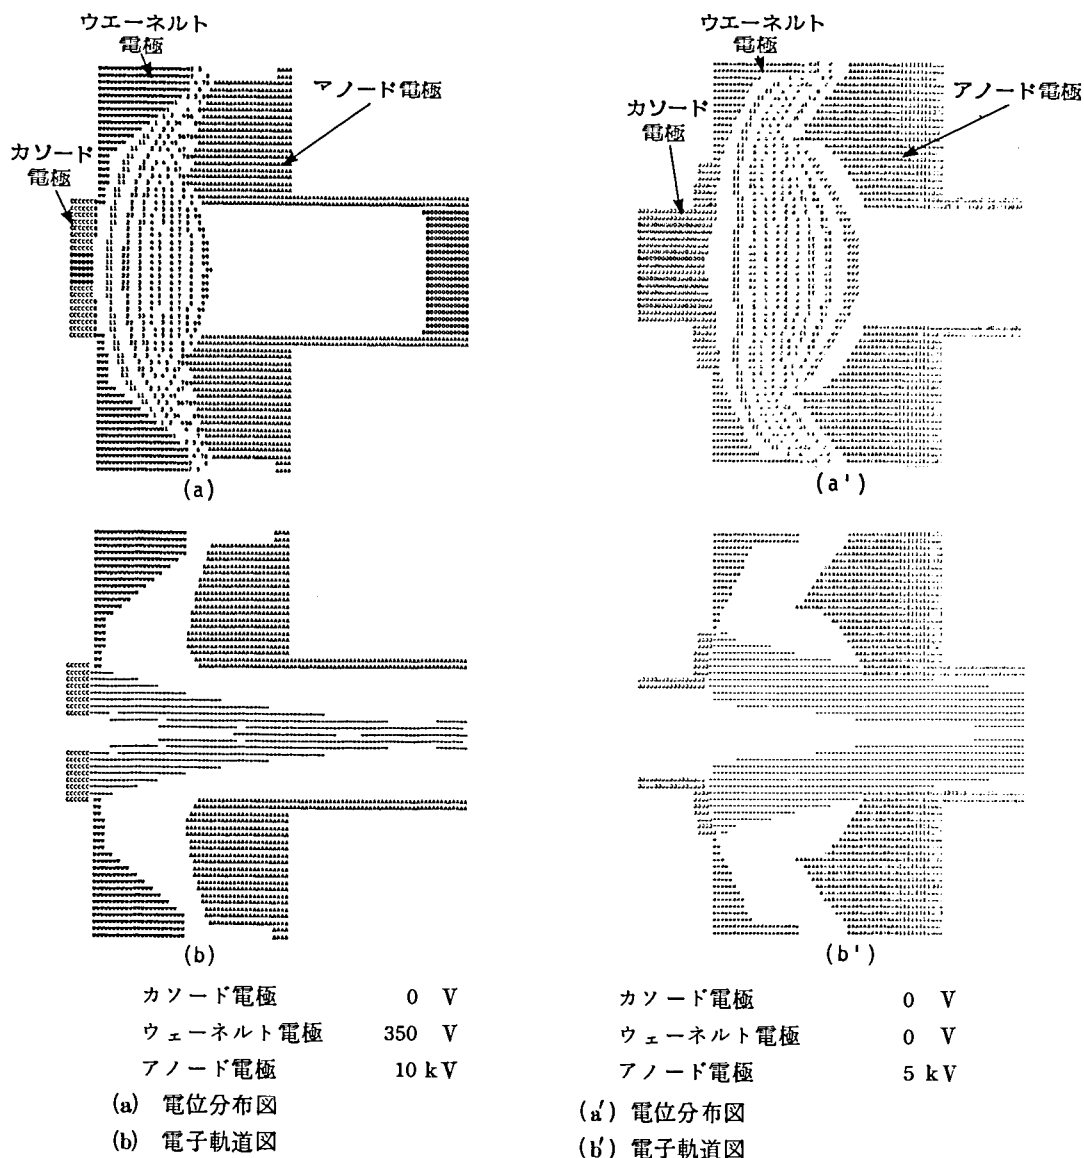 ウエーネルト
電極
アノード電極
カソード
電極
(a)
ウエーネルト
電極
アノード電極
カソード
電極
(a')
(b)
(b')
カソード電極 0 V
ウェーネルト電極 350 V
アノード電極 10 kV
(a) 電位分布図
(b) 電子軌道図
カソード電極 0 V
ウェーネルト電極 0 V
アノード電極 5 kV
(a′) 電位分布図
(b′) 電子軌道図